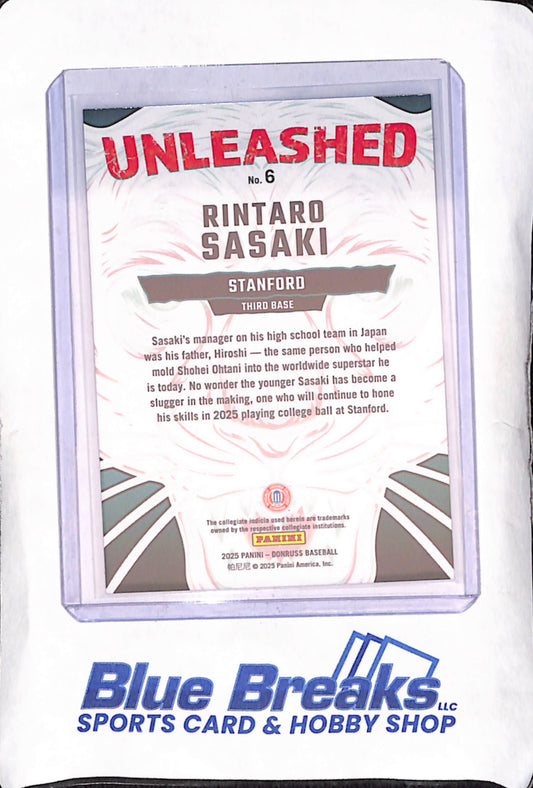 UNLEASHED
No. 6
RINTARO
SASAKI
STANFORD
THIRD BASE
Sasaki's manager on his high school team in Japan
was his father, Hiroshi — the same person who helped
mold Shohei Ohtani into the worldwide superstar he
is today. No wonder the younger Sasaki has become a
slugger in the making, one who will continue to hone
his skills in 2025 playing college ball at Stanford.
The collegiate indicia used herein are trademarks
owned by the respective collegiate institutions.
PANINI
2025 PANINI – DONRUSS BASEBALL
帕尼尼 © 2025 Panini America, Inc.
Blue Breaks LLC
SPORTS CARD & HOBBY SHOP